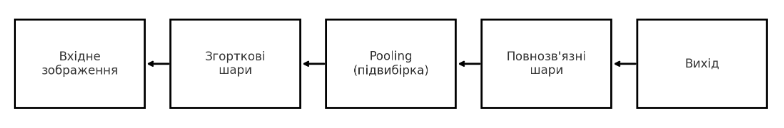 Вхідне
зображення
Згорткові
шари
Pooling
(підвибірка)
Повнозв'язні
шари
Вихід